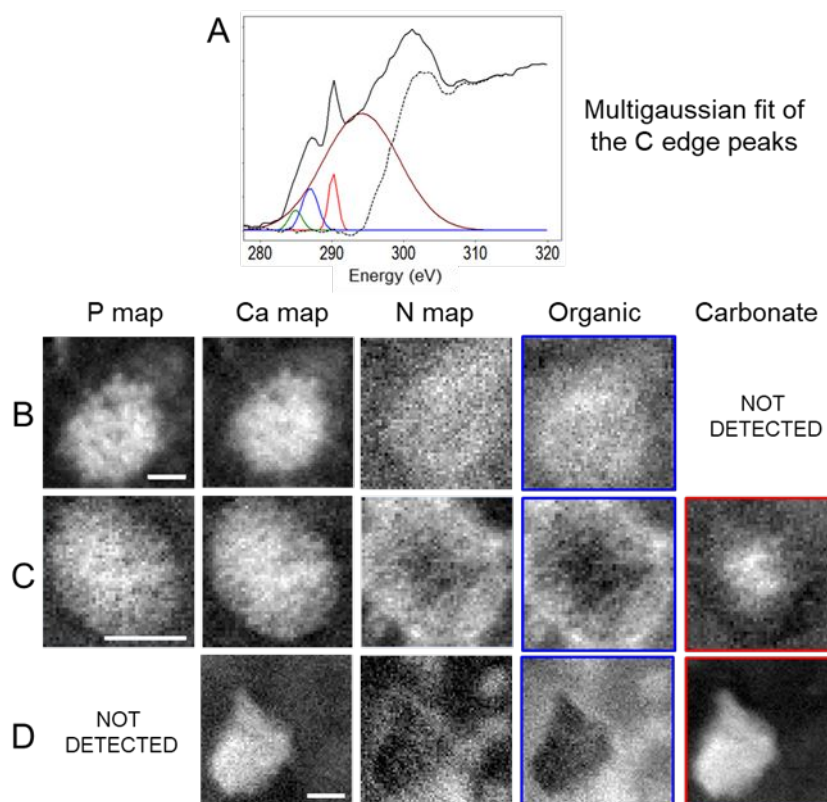 A
Multigaussian fit of
the C edge peaks
280 290 300 310 320
Energy (eV)
P map Ca map N map Organic Carbonate
B
NOT
DETECTED
C
D
NOT
DETECTED